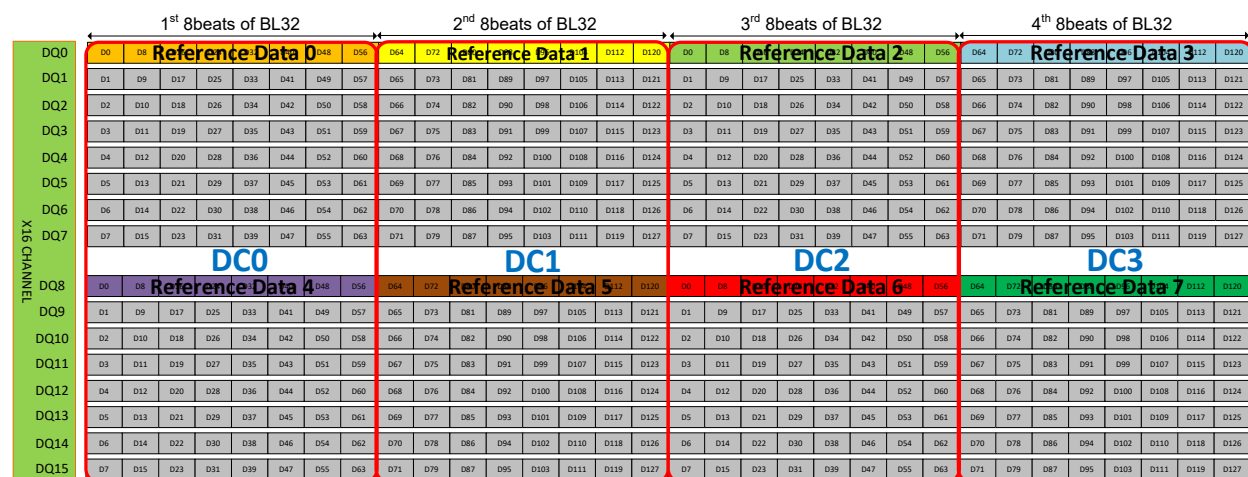 1st 8beats of BL32 2nd 8beats of BL32 3rd 8beats of BL32 4th 8beats of BL32
X16 CHANNEL
DQ0 D0 D8 Reference Data 0 D48 D56 D64 D72 Reference Data 1 D112 D120 D0 D8 Reference Data 2 D48 D56 D64 D72 Reference Data 3 D112 D120
DQ1 D1 D9 D17 D25 D33 D41 D49 D57 D65 D73 D81 D89 D97 D105 D113 D121 D1 D9 D17 D25 D33 D41 D49 D57 D65 D73 D81 D89 D97 D105 D113 D121
DQ2 D2 D10 D18 D26 D34 D42 D50 D58 D66 D74 D82 D90 D98 D106 D114 D122 D2 D10 D18 D26 D34 D42 D50 D58 D66 D74 D82 D90 D98 D106 D114 D122
DQ3 D3 D11 D19 D27 D35 D43 D51 D59 D67 D75 D83 D91 D99 D107 D115 D123 D3 D11 D19 D27 D35 D43 D51 D59 D67 D75 D83 D91 D99 D107 D115 D123
DQ4 D4 D12 D20 D28 D36 D44 D52 D60 D68 D76 D84 D92 D100 D108 D116 D124 D4 D12 D20 D28 D36 D44 D52 D60 D68 D76 D84 D92 D100 D108 D116 D124
DQ5 D5 D13 D21 D29 D37 D45 D53 D61 D69 D77 D85 D93 D101 D109 D117 D125 D5 D13 D21 D29 D37 D45 D53 D61 D69 D77 D85 D93 D101 D109 D117 D125
DQ6 D6 D14 D22 D30 D38 D46 D54 D62 D70 D78 D86 D94 D102 D110 D118 D126 D6 D14 D22 D30 D38 D46 D54 D62 D70 D78 D86 D94 D102 D110 D118 D126
DQ7 D7 D15 D23 D31 D39 D47 D55 D63 D71 D79 D87 D95 D103 D111 D119 D127 D7 D15 D23 D31 D39 D47 D55 D63 D71 D79 D87 D95 D103 D111 D119 D127
DC0 DC1 DC2 DC3
DQ8 D0 D8 Reference Data 4 D48 D56 D64 D72 Reference Data 5 D112 D120 D0 D8 Reference Data 6 D48 D56 D64 D72 Reference Data 7 D112 D120
DQ9 D1 D9 D17 D25 D33 D41 D49 D57 D65 D73 D81 D89 D97 D105 D113 D121 D1 D9 D17 D25 D33 D41 D49 D57 D65 D73 D81 D89 D97 D105 D113 D121
DQ10 D2 D10 D18 D26 D34 D42 D50 D58 D66 D74 D82 D90 D98 D106 D114 D122 D2 D10 D18 D26 D34 D42 D50 D58 D66 D74 D82 D90 D98 D106 D114 D122
DQ11 D3 D11 D19 D27 D35 D43 D51 D59 D67 D75 D83 D91 D99 D107 D115 D123 D3 D11 D19 D27 D35 D43 D51 D59 D67 D75 D83 D91 D99 D107 D115 D123
DQ12 D4 D12 D20 D28 D36 D44 D52 D60 D68 D76 D84 D92 D100 D108 D116 D124 D4 D12 D20 D28 D36 D44 D52 D60 D68 D76 D84 D92 D100 D108 D116 D124
DQ13 D5 D13 D21 D29 D37 D45 D53 D61 D69 D77 D85 D93 D101 D109 D117 D125 D5 D13 D21 D29 D37 D45 D53 D61 D69 D77 D85 D93 D101 D109 D117 D125
DQ14 D6 D14 D22 D30 D38 D46 D54 D62 D70 D78 D86 D94 D102 D110 D118 D126 D6 D14 D22 D30 D38 D46 D54 D62 D70 D78 D86 D94 D102 D110 D118 D126
DQ15 D7 D15 D23 D31 D39 D47 D55 D63 D71 D79 D87 D95 D103 D111 D119 D127 D7 D15 D23 D31 D39 D47 D55 D63 D71 D79 D87 D95 D103 D111 D119 D127